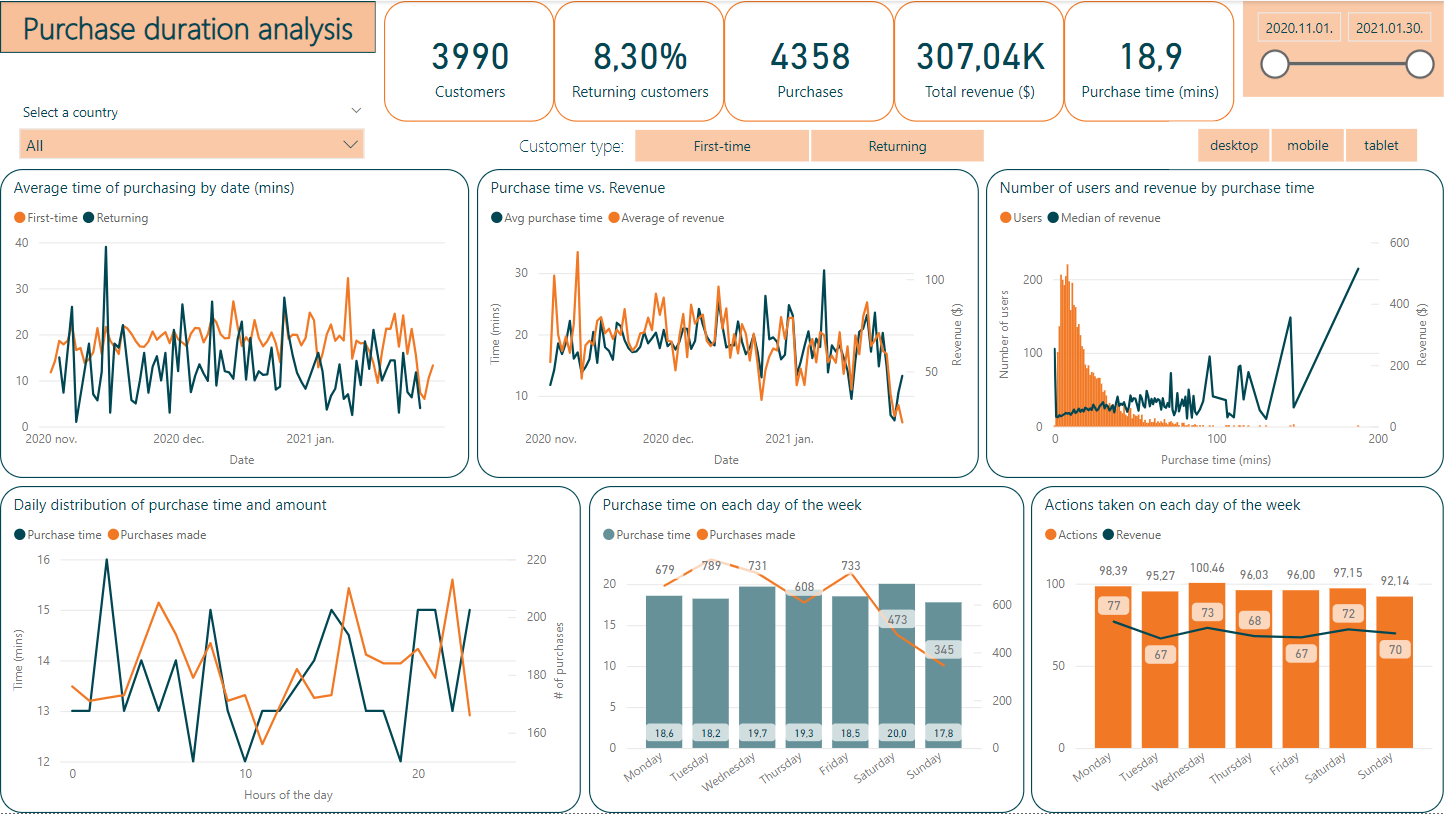 Purchase duration analysis
3990
Customers
8,30%
Returning customers
4358
Purchases
307,04K
Total revenue ($)
18,9
Purchase time (mins)
2020.11.01.
2021.01.30.
Select a country
All
Customer type:
First-time
Returning
desktop
mobile
tablet
Average time of purchasing by date (mins)
First-time Returning
40
30
20
10
0
2020 nov. 2020 dec. 2021 jan.
Date
Purchase time vs. Revenue
Avg purchase time Average of revenue
Time (mins)
30
20
10
100
50
Revenue ($)
2020 nov. 2020 dec. 2021 jan.
Date
Number of users and revenue by purchase time
Users Median of revenue
Number of users
200
100
0
600
400
200
0
Revenue ($)
0 100 200
Purchase time (mins)
Daily distribution of purchase time and amount
Purchase time Purchases made
Time (mins)
16
15
14
13
12
220
200
180
160
# of purchases
0 10 20
Hours of the day
Purchase time on each day of the week
Purchase time Purchases made
20
15
10
5
0
679 789 731 608 733 473 345
18,6 18,2 19,7 19,3 18,5 20,0 17,8
600
400
200
0
Monday Tuesday Wednesday Thursday Friday Saturday Sunday
Actions taken on each day of the week
Actions Revenue
100
50
0
98,39 95,27 100,46 96,03 96,00 97,15 92,14
77 67 73 68 67 72 70
Monday Tuesday Wednesday Thursday Friday Saturday Sunday